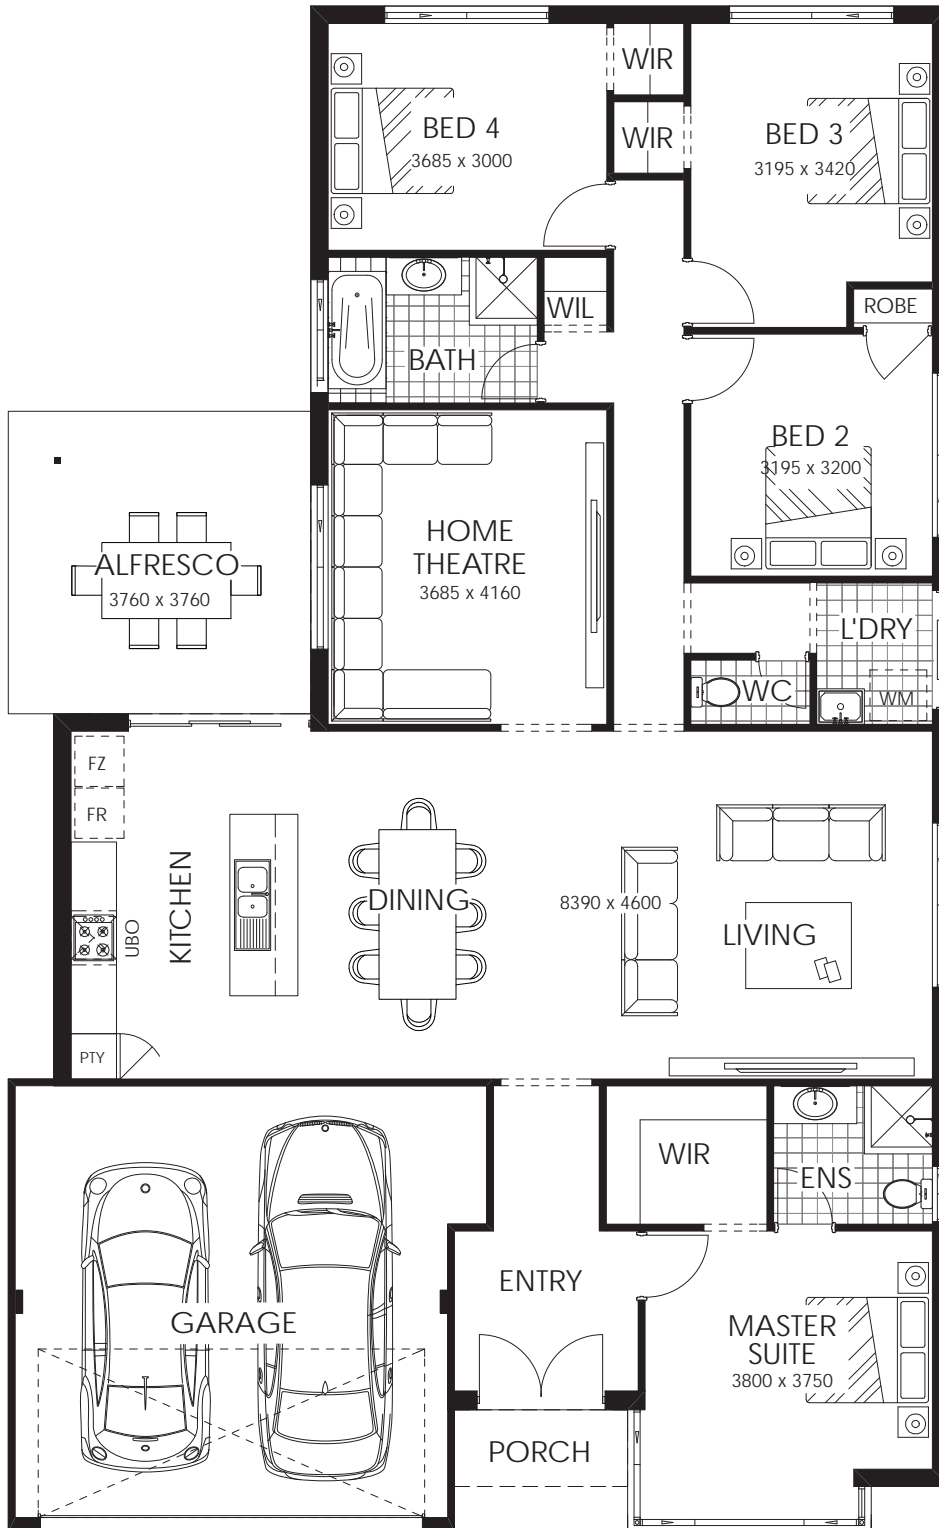 WIR
BED 4
3685 x 3000
WIR
BED 3
3195 x 3420
WIL
ROBE
BATH
BED 2
3195 x 3200
HOME
THEATRE
3685 x 4160
ALFRESCO
3760 x 3760
L'DRY
WC
WM
FZ
FR
KITCHEN
UBO
DINING
8390 x 4600
LIVING
PTY
WIR
ENS
ENTRY
GARAGE
MASTER
SUITE
3800 x 3750
PORCH